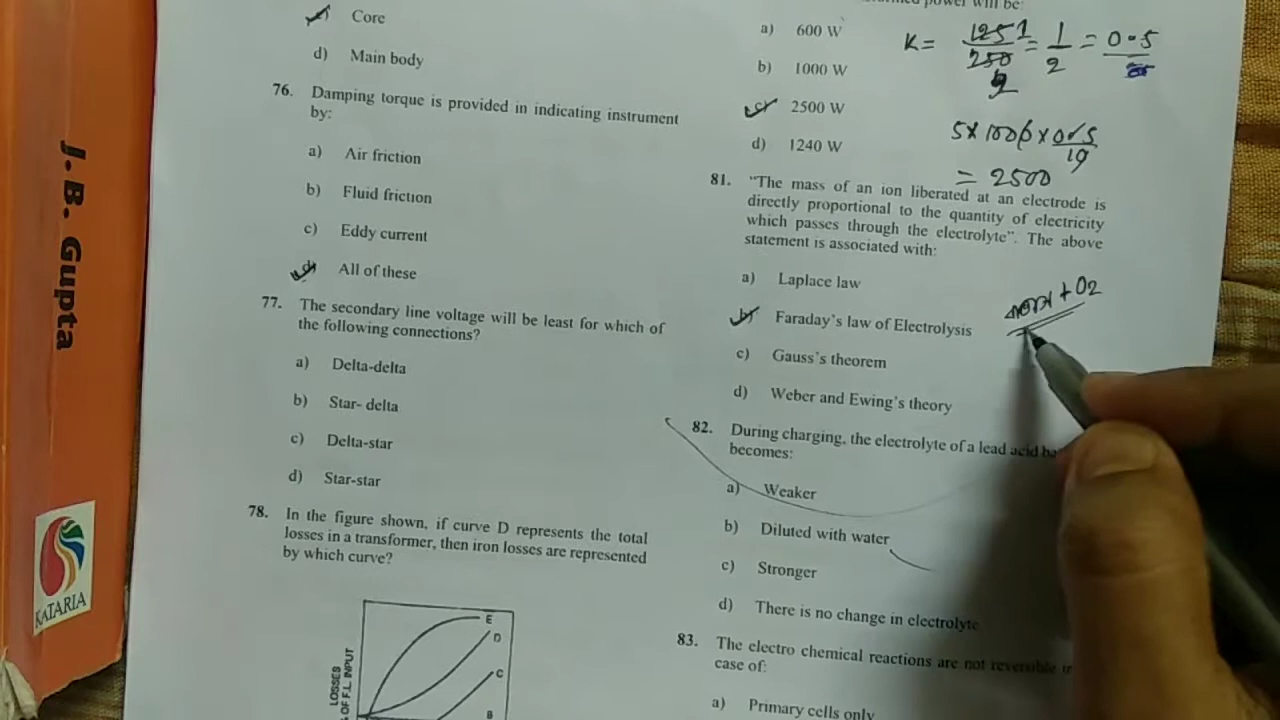 J. B. Gupta
KATARIA
Core
d) Main body
76. Damping torque is provided in indicating instrument
by:
a) Air friction
b) Fluid friction
c) Eddy current
All of these
77. The secondary line voltage will be least for which of
the following connections?
a) Delta-delta
b) Star- delta
c) Delta-star
d) Star-star
78. In the figure shown, if curve D represents the total
losses in a transformer, then iron losses are represented
by which curve?
E
D
C
B
LOSSES
OF F.L. INPUT
power will be:
a) 600 W
b) 1000 W
2500 W
d) 1240 W
K = 125 1 / 250 2 = 1/2 = 0.5
= 2500
81. "The mass of an ion liberated at an electrode is
directly proportional to the quantity of electricity
which passes through the electrolyte". The above
statement is associated with:
a) Laplace law
b) Faraday's law of Electrolysis
c) Gauss's theorem
d) Weber and Ewing's theory
+ O2
82. During charging, the electrolyte of a lead acid
becomes:
a) Weaker
b) Diluted with water
c) Stronger
d) There is no change in electrolyte
83. The electro chemical reactions are not reversible
case of:
a) Primary cells only